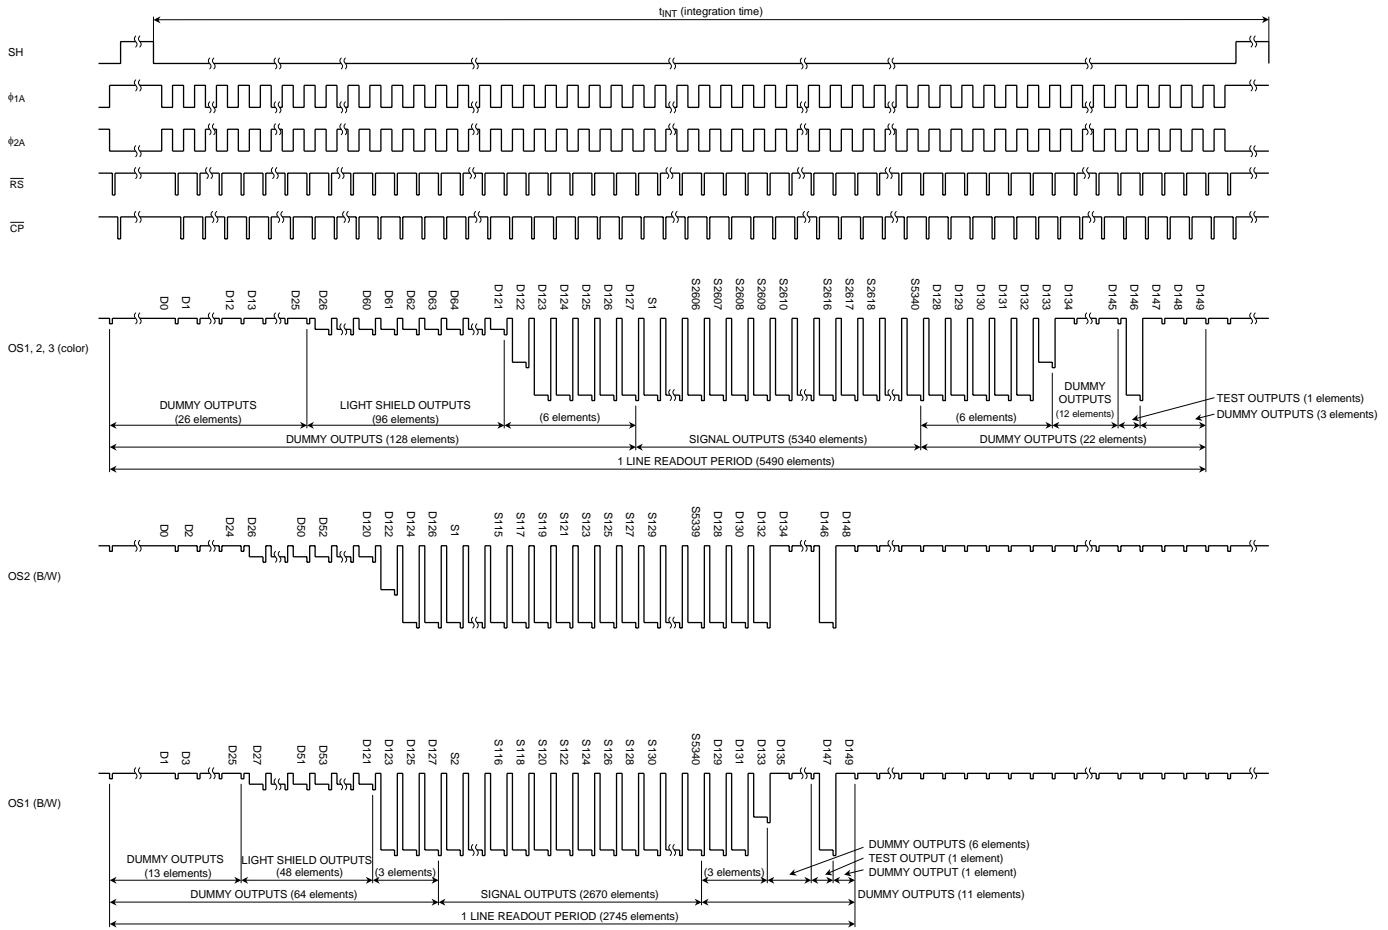 tINT (integration time)
SH
ϕ1A
ϕ2A
RS
CP
D0 D1 D12 D13 D25 D26 D60 D61 D62 D63 D64 D121 D122 D123 D124 D125 D126 D127 S1 S2606 S2607 S2608 S2609 S2610 S2616 S2617 S2618 S5340 D128 D129 D130 D131 D132 D133 D134 D145 D146 D147 D148 D149
OS1, 2, 3 (color)
DUMMY OUTPUTS
(26 elements)
LIGHT SHIELD OUTPUTS
(96 elements)
(6 elements)
(6 elements)
DUMMY
OUTPUTS
(12 elements)
TEST OUTPUTS (1 elements)
DUMMY OUTPUTS (3 elements)
DUMMY OUTPUTS (128 elements)
SIGNAL OUTPUTS (5340 elements)
DUMMY OUTPUTS (22 elements)
1 LINE READOUT PERIOD (5490 elements)
D0 D2 D24 D26 D50 D52 D120 D122 D124 D126 S1 S115 S117 S119 S121 S123 S125 S127 S129 S5339 D128 D130 D132 D134 D146 D148
OS2 (B/W)
D1 D3 D25 D27 D51 D53 D121 D123 D125 D127 S2 S116 S118 S120 S122 S124 S126 S128 S130 S5340 D129 D131 D133 D135 D147 D149
OS1 (B/W)
DUMMY OUTPUTS
(13 elements)
LIGHT SHIELD OUTPUTS
(48 elements)
(3 elements)
(3 elements)
DUMMY OUTPUTS (6 elements)
TEST OUTPUT (1 element)
DUMMY OUTPUT (1 element)
DUMMY OUTPUTS (64 elements)
SIGNAL OUTPUTS (2670 elements)
DUMMY OUTPUTS (11 elements)
1 LINE READOUT PERIOD (2745 elements)